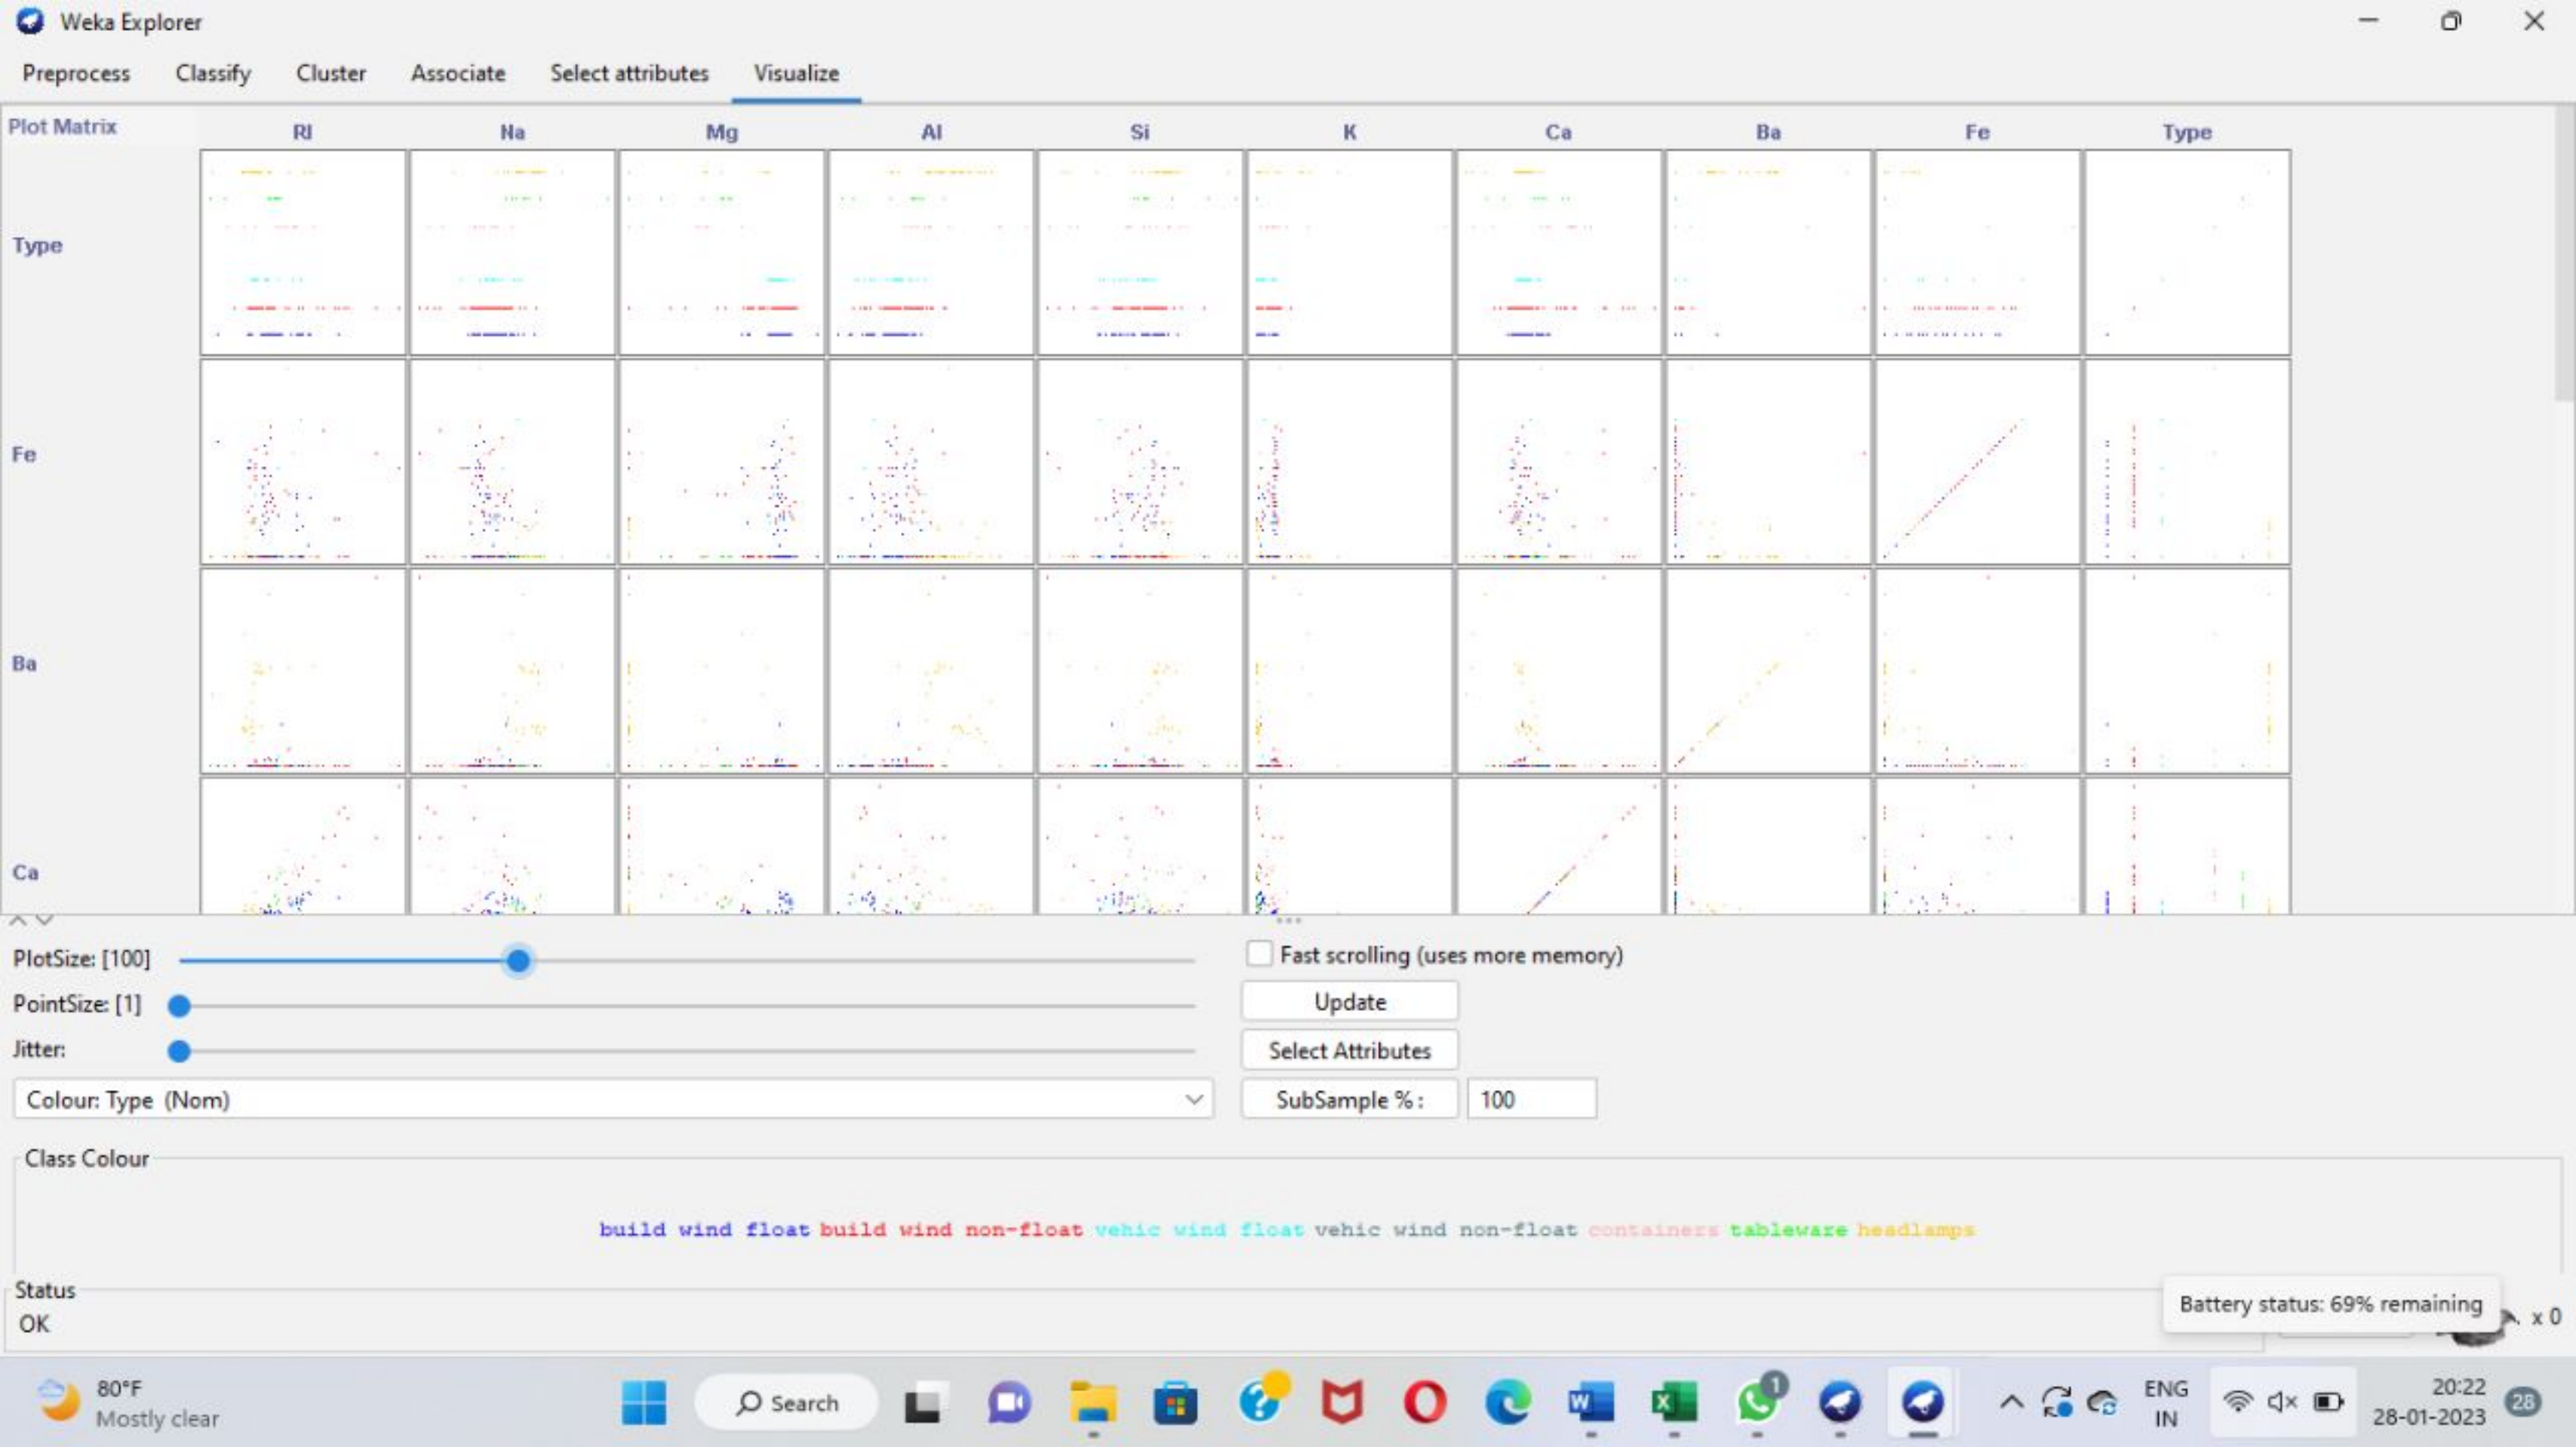 Weka Explorer
Preprocess Classify Cluster Associate Select attributes Visualize
Plot Matrix RI Na Mg Al Si K Ca Ba Fe Type
Type
Fe
Ba
Ca
PlotSize: [100]
Fast scrolling (uses more memory)
PointSize: [1]
Update
Jitter:
Select Attributes
Colour: Type (Nom)
SubSample % : 100
Class Colour
build wind float build wind non-float vehic wind float vehic wind non-float containers tableware headlamps
Status
OK
Battery status: 69% remaining
x 0
80°F
Mostly clear
Search
1
ENG
IN
20:22
28-01-2023
28